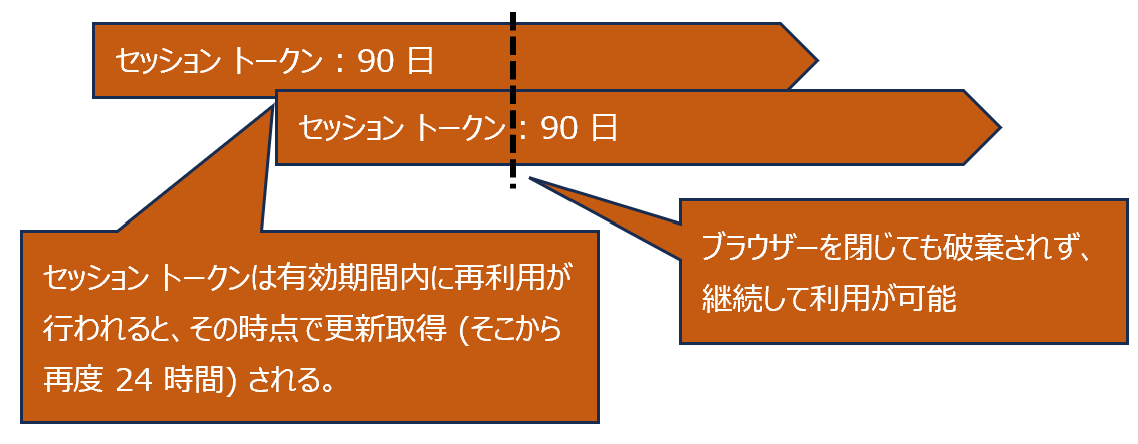 セッション トークン : 90 日
セッション トークン : 90 日
セッション トークンは有効期間内に再利用が
行われると、その時点で更新取得 (そこから
再度 24 時間) される。
ブラウザーを閉じても破棄されず、
継続して利用が可能